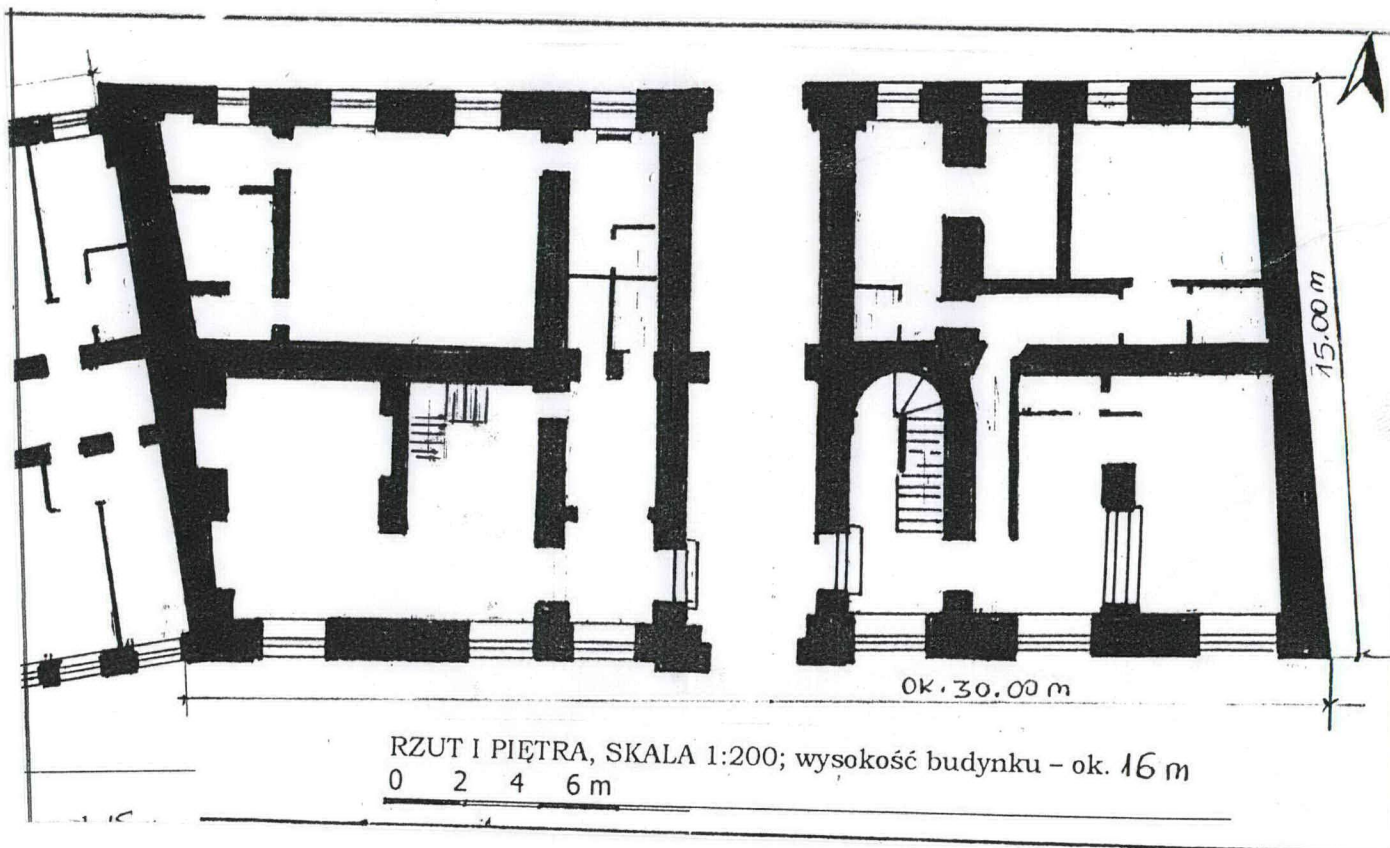 15.00 m
OK. 30.00 m
RZUT I PIĘTRA, SKALA 1:200; wysokość budynku – ok. 16 m
0 2 4 6 m